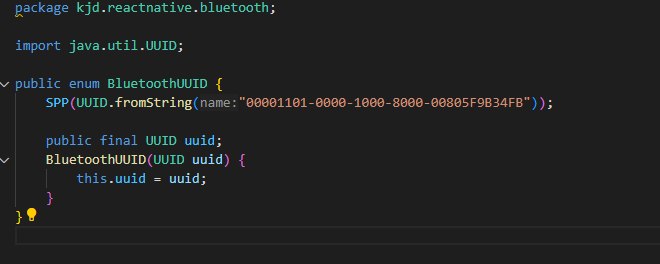 package kjd.reactnative.bluetooth;
import java.util.UUID;
public enum BluetoothUUID {
SPP(UUID.fromString(name:"00001101-0000-1000-8000-00805F9B34FB"));
public final UUID uuid;
BluetoothUUID(UUID uuid) {
this.uuid = uuid;
}
}